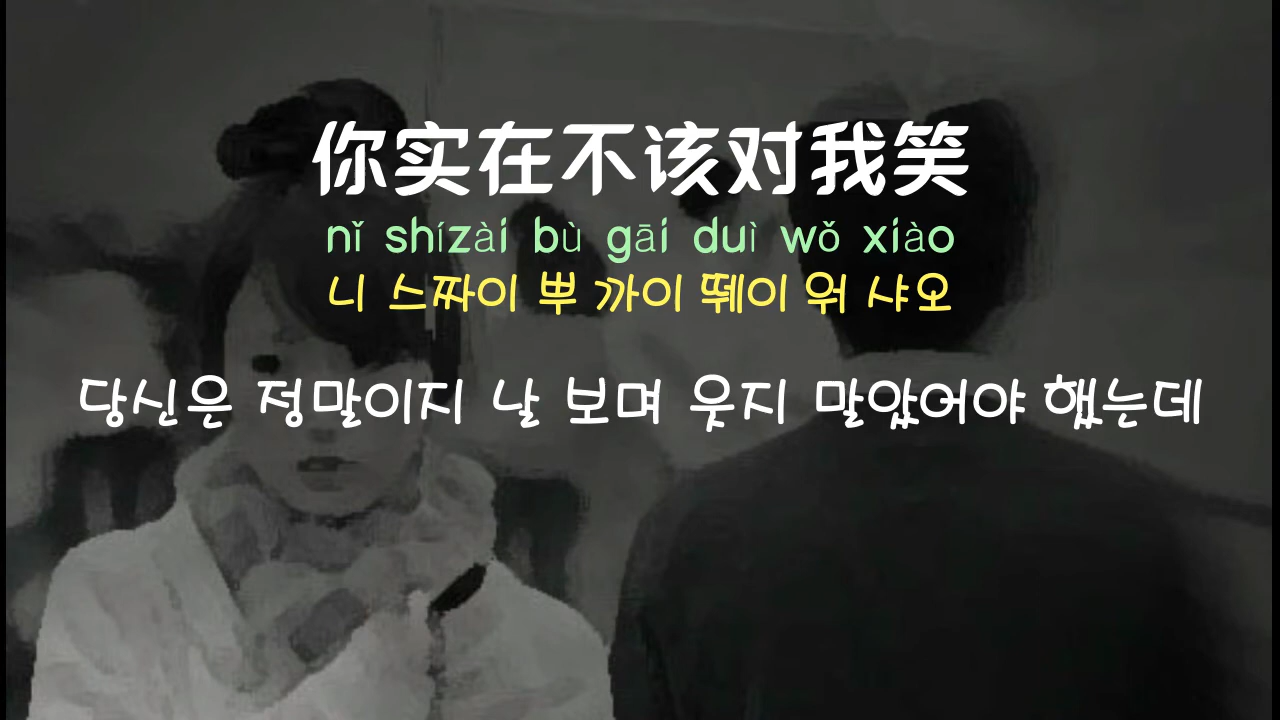 你实在不该对我笑
nǐ shízài bù gāi duì wǒ xiào
니 스짜이 뿌 까이 뛔이 워 샤오
당신은 정말이지 날 보며 웃지 말았어야 했는데